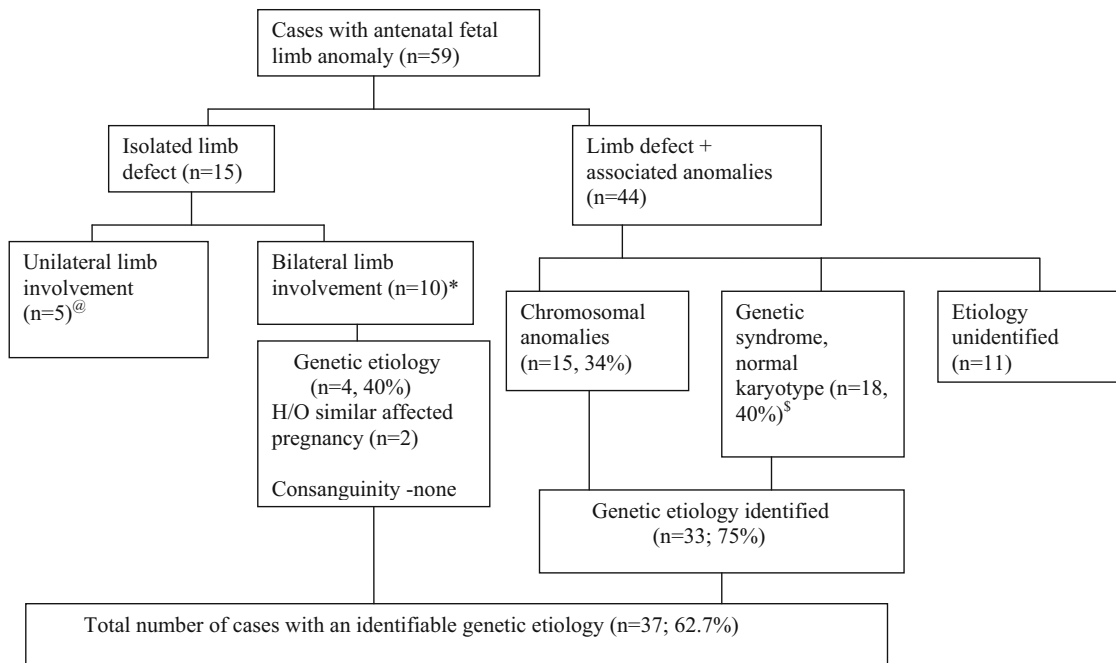 Cases with antenatal fetal
limb anomaly (n=59)
Isolated limb
defect (n=15)
Limb defect +
associated anomalies
(n=44)
Unilateral limb
involvement
(n=5)@
Bilateral limb
involvement (n=10)*
Chromosomal
anomalies
(n=15, 34%)
Genetic
syndrome,
normal
karyotype (n=18,
40%)$
Etiology
unidentified
(n=11)
Genetic etiology
(n=4, 40%)
H/O similar affected
pregnancy (n=2)
Consanguinity -none
Genetic etiology identified
(n=33; 75%)
Total number of cases with an identifiable genetic etiology (n=37; 62.7%)